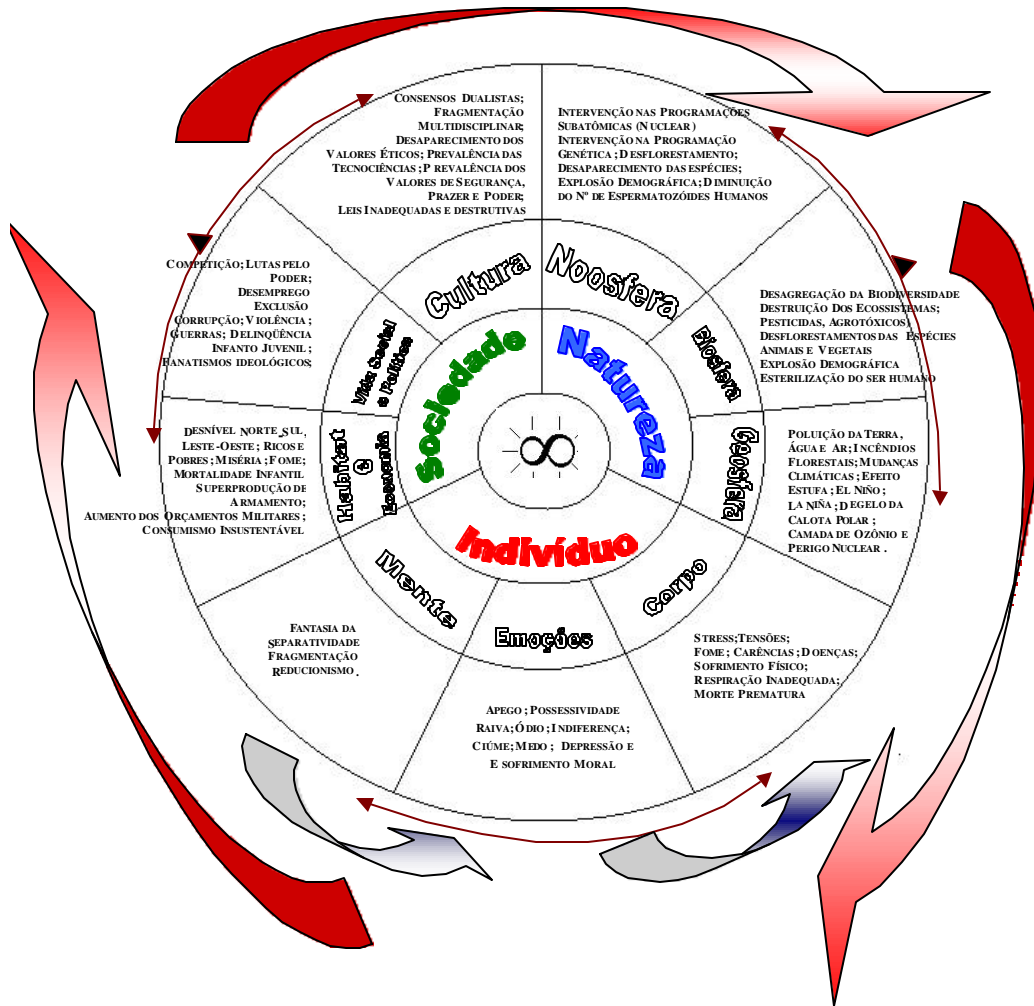 CONSENSOS DUALISTAS;
FRAGMENTAÇÃO
MULTIDISCIPLINAR;
DESAPARECIMENTO DOS
VALORES ÉTICOS; PREVALÊNCIA DAS
TECNOCIÊNCIAS; PREVALÊNCIA DOS
VALORES DE SEGURANÇA,
PRAZER E PODER;
LEIS INADEQUADAS E DESTRUTIVAS
INTERVENÇÃO NAS PROGRAMAÇÕES
SUBATÔMICAS (NUCLEAR)
INTERVENÇÃO NA PROGRAMAÇÃO
GENÉTICA; DESFLORESTAMENTO;
DESAPARECIMENTO DAS ESPÉCIES;
EXPLOSÃO DEMOGRÁFICA; DIMINUIÇÃO
DO Nº DE ESPERMATOZÓIDES HUMANOS
COMPETIÇÃO; LUTAS PELO
PODER;
DESEMPREGO
EXCLUSÃO
CORRUPÇÃO; VIOLÊNCIA;
GUERRAS; DELINQÜÊNCIA
INFANTO JUVENIL;
FANATISMOS IDEOLÓGICOS;
DESAGREGAÇÃO DA BIODIVERSIDADE
DESTRUIÇÃO DOS ECOSSISTEMAS;
PESTICIDAS, AGROTÓXICOS;
DESFLORESTAMENTOS DAS ESPÉCIES
ANIMAIS E VEGETAIS
EXPLOSÃO DEMOGRÁFICA
ESTERILIZAÇÃO DO SER HUMANO
DESNÍVEL NORTE SUL,
LESTE-OESTE; RICOS E
POBRES; MISÉRIA; FOME;
MORTALIDADE INFANTIL
SUPERPRODUÇÃO DE
ARMAMENTO;
AUMENTO DOS ORÇAMENTOS MILITARES;
CONSUMISMO INSUSTENTÁVEL
POLUIÇÃO DA TERRA,
ÁGUA E AR; INCÊNDIOS
FLORESTAIS; MUDANÇAS
CLIMÁTICAS; EFEITO
ESTUFA; EL NIÑO;
LA NIÑA; DEGELO DA
CALOTA POLAR;
CAMADA DE OZÔNIO E
PERIGO NUCLEAR.
FANTASIA DA
SEPARATIVIDADE
FRAGMENTAÇÃO
REDUCIONISMO.
APEGO; POSSESSIVIDADE
RAIVA; ÓDIO; INDIFERENÇA;
CIÚME; MEDO; DEPRESSÃO E
E SOFRIMENTO MORAL
STRESS; TENSÕES;
FOME; CARÊNCIAS; DOENÇAS;
SOFRIMENTO FÍSICO;
RESPIRAÇÃO INADEQUADA;
MORTE PREMATURA
Cultura
Noosfera
Vida Social
e Política
Biosfera
Habitat
e
Economia
Geosfera
Mente
Emoções
Corpo
Sociedade
Natureza
Indivíduo
∞